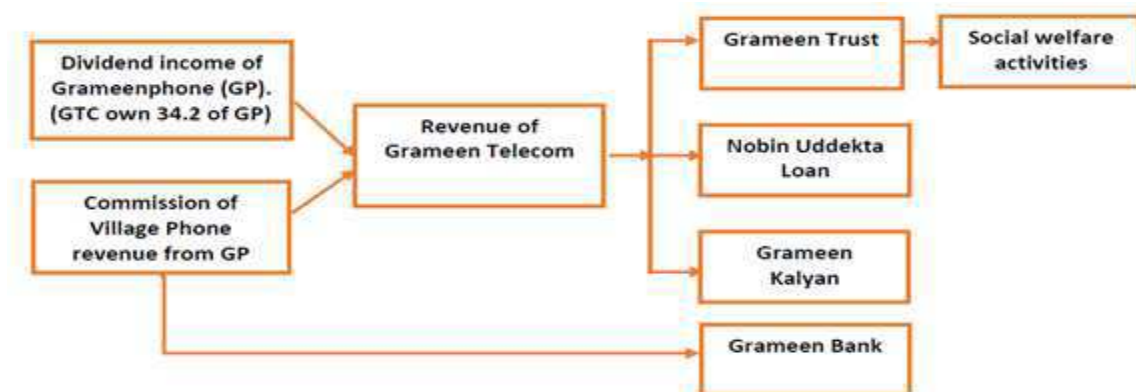 Dividend income of
Grameenphone (GP).
(GTC own 34.2 of GP)
Commission of
Village Phone
revenue from GP
Revenue of
Grameen Telecom
Grameen Trust
Social welfare
activities
Nobin Uddekta
Loan
Grameen
Kalyan
Grameen Bank